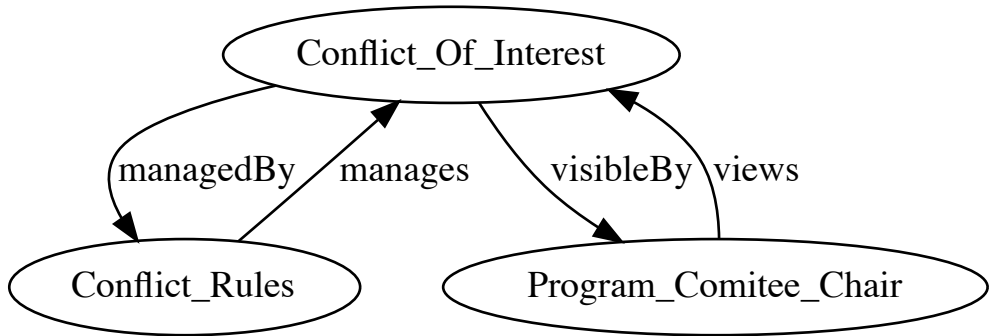 Conflict_Of_Interest
managedBy
manages
visibleBy
views
Conflict_Rules
Program_Comitee_Chair